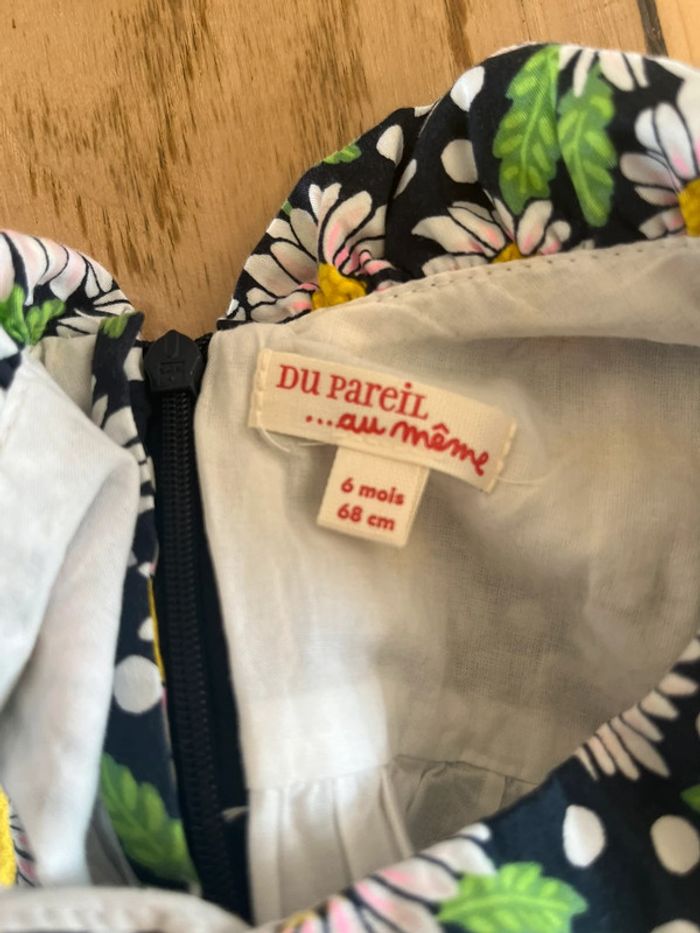 DU PAREIL
...au même
6 mois
68 cm